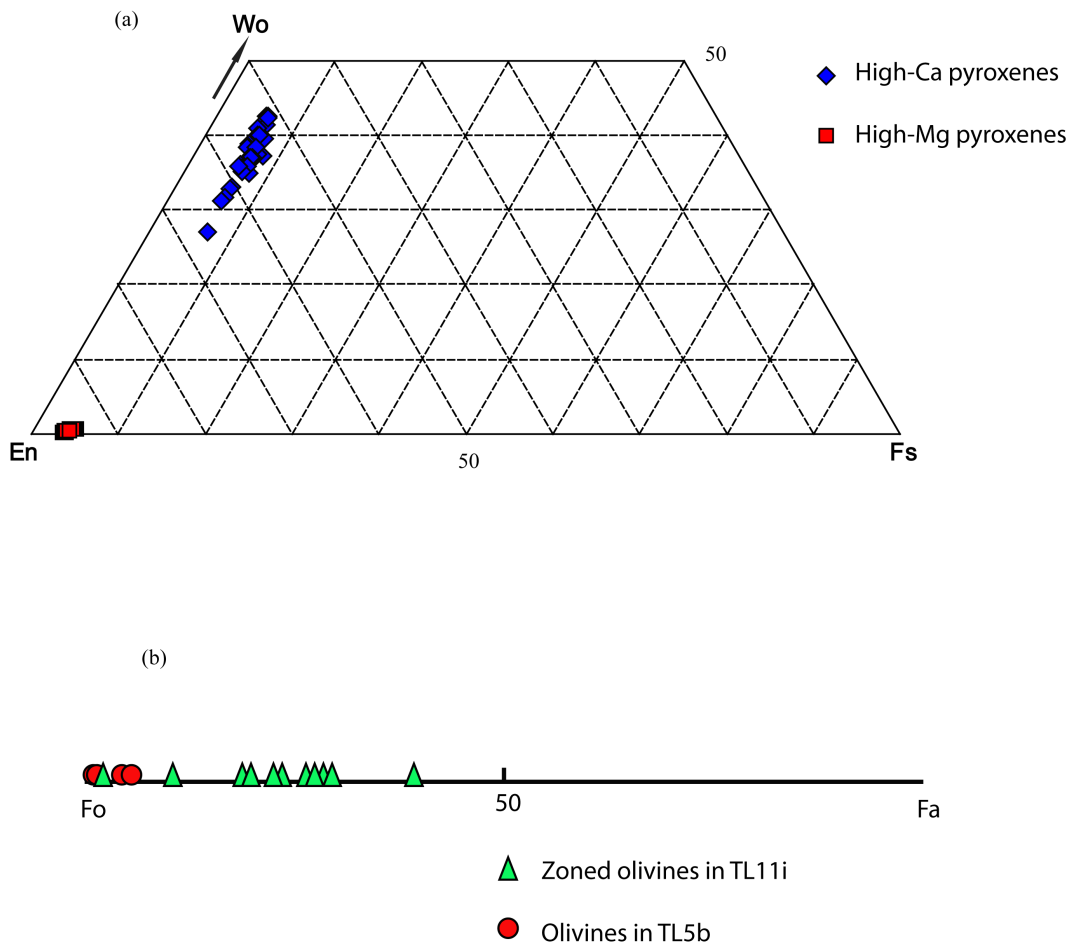 (a)
Wo
50
High-Ca pyroxenes
High-Mg pyroxenes
En
50
Fs
(b)
Fo
50
Fa
Zoned olivines in TL11i
Olivines in TL5b